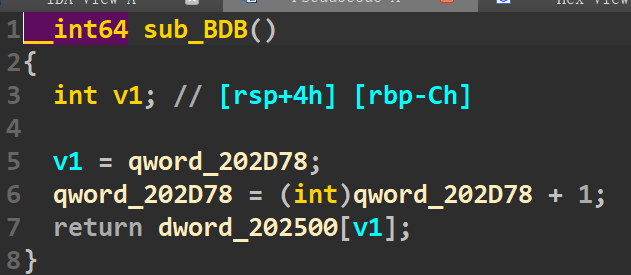 IDA View-A Pseudocode-A Hex View
1 __int64 sub_BDB()
2 {
3 int v1; // [rsp+4h] [rbp-Ch]
4
5 v1 = qword_202D78;
6 qword_202D78 = (int)qword_202D78 + 1;
7 return dword_202500[v1];
8 }